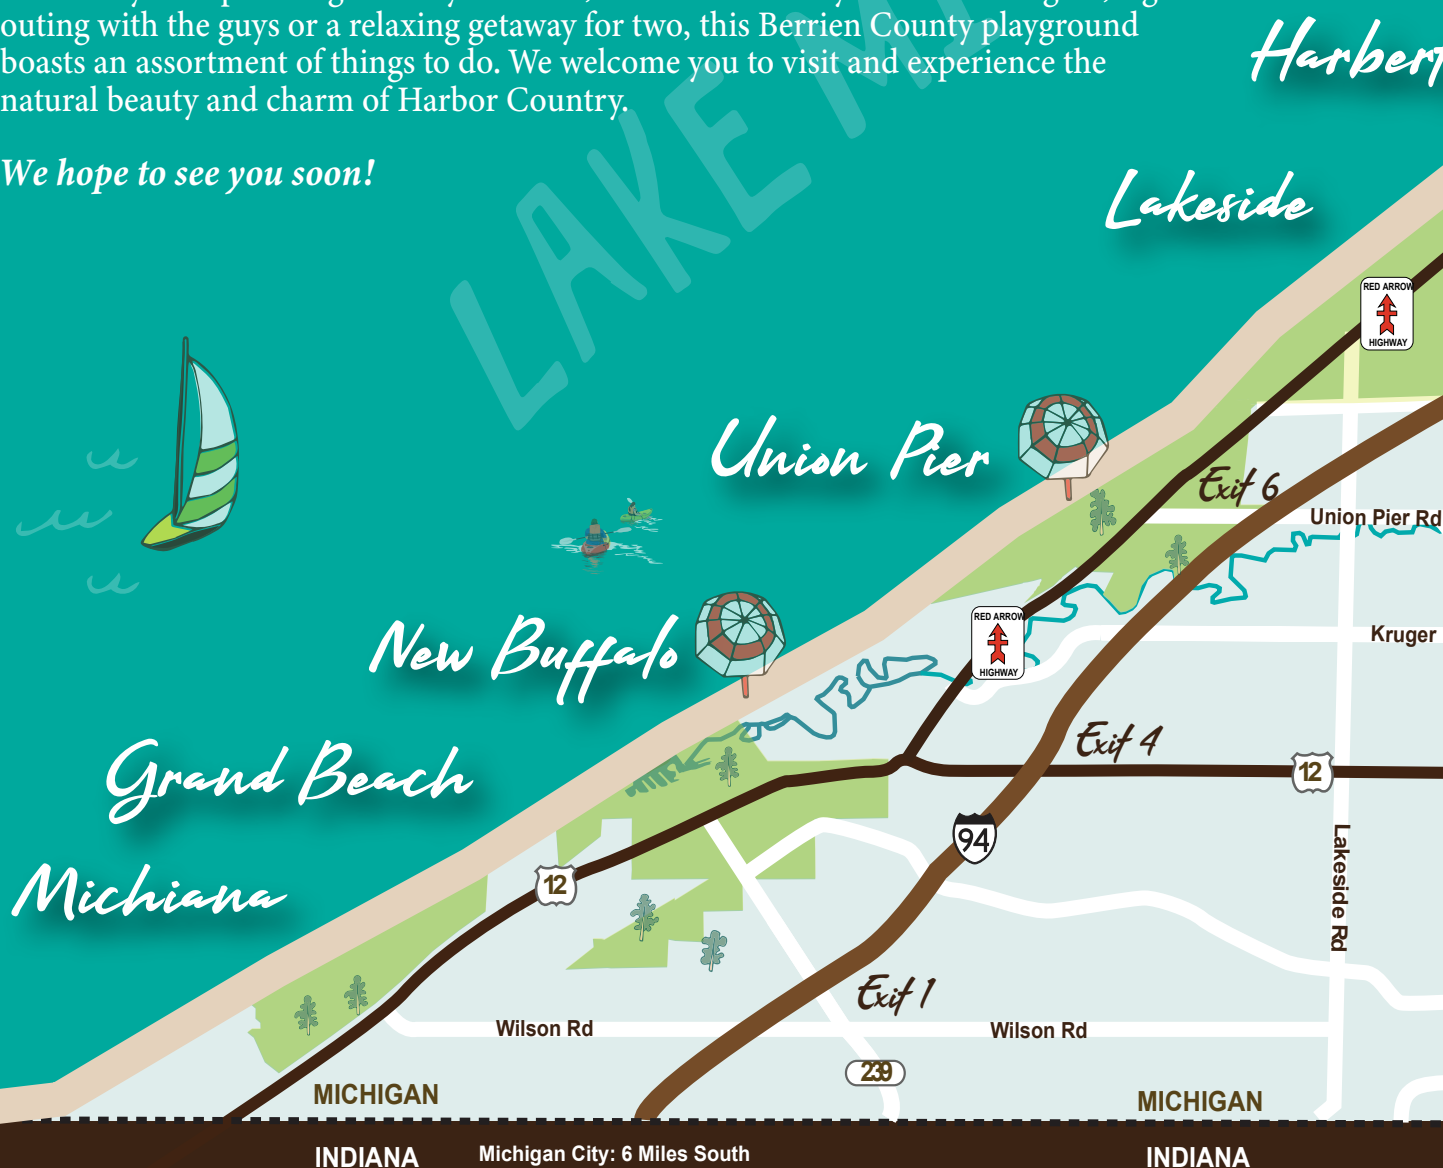 outing with the guys or a relaxing getaway for two, this Berrien County playground
boasts an assortment of things to do. We welcome you to visit and experience the
natural beauty and charm of Harbor Country.
We hope to see you soon!
LAKE MI
Harbert
Lakeside
RED ARROW
HIGHWAY
Union Pier
Exit 6
Union Pier Rd
New Buffalo
RED ARROW
HIGHWAY
Kruger
Grand Beach
Exit 4
12
94
Lakeside Rd
Michiana
12
Exit 1
Wilson Rd
Wilson Rd
239
MICHIGAN
MICHIGAN
INDIANA
Michigan City: 6 Miles South
INDIANA